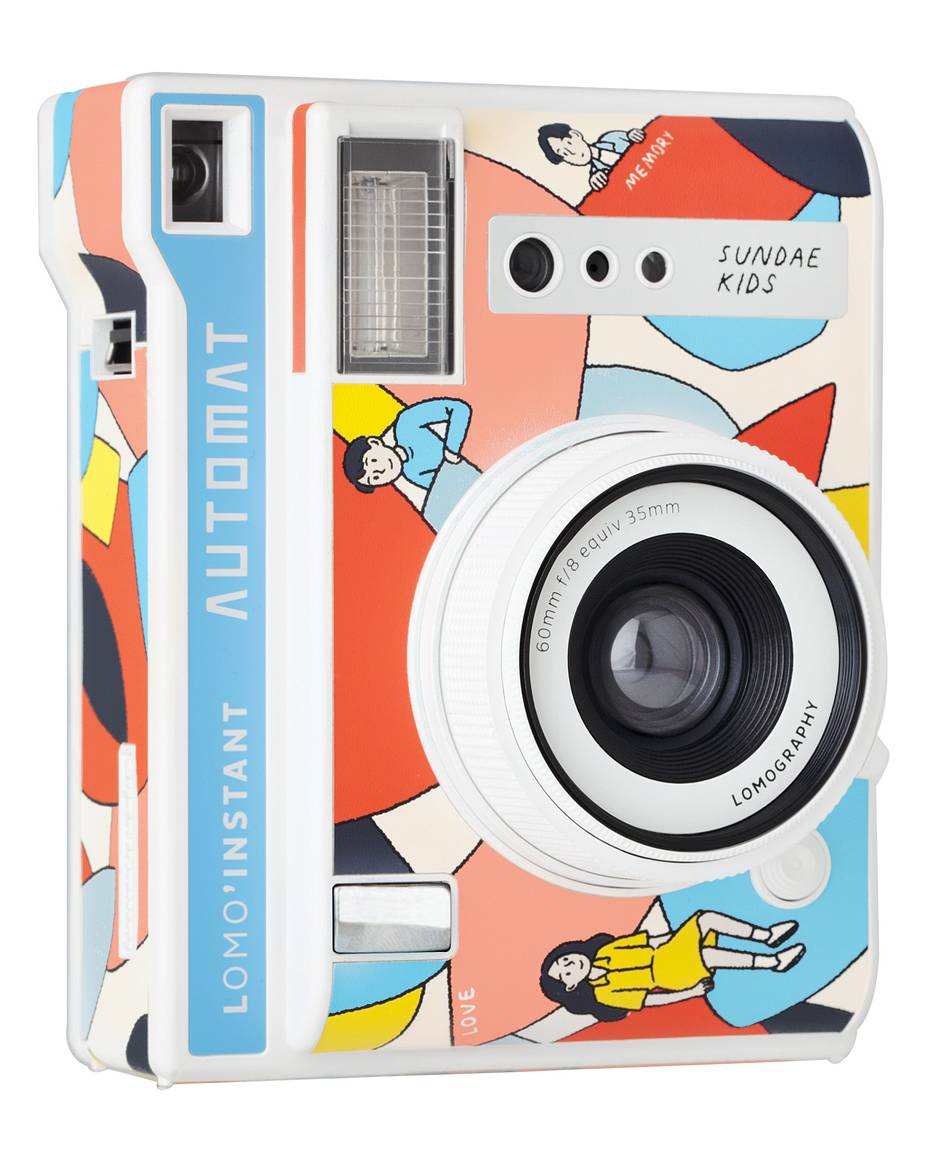 MEMORY
SUNDAE
KIDS
LOMO'INSTANT AUTOMAT
60mm f/8 equiv 35mm
LOMOGRAPHY
LOVE